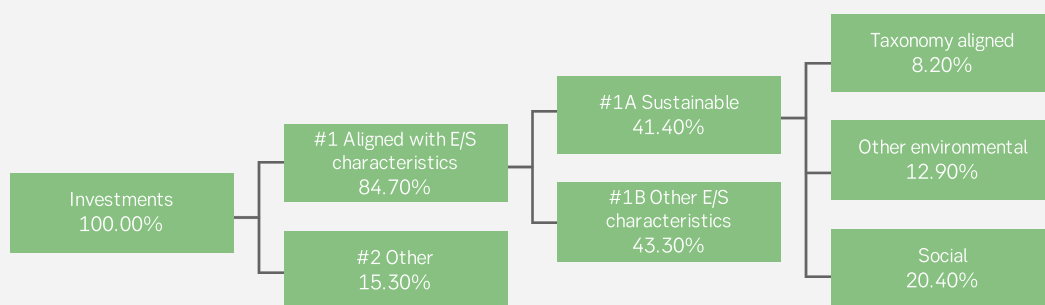 Investments
100.00%
#1 Aligned with E/S
characteristics
84.70%
#2 Other
15.30%
#1A Sustainable
41.40%
#1B Other E/S
characteristics
43.30%
Taxonomy aligned
8.20%
Other environmental
12.90%
Social
20.40%